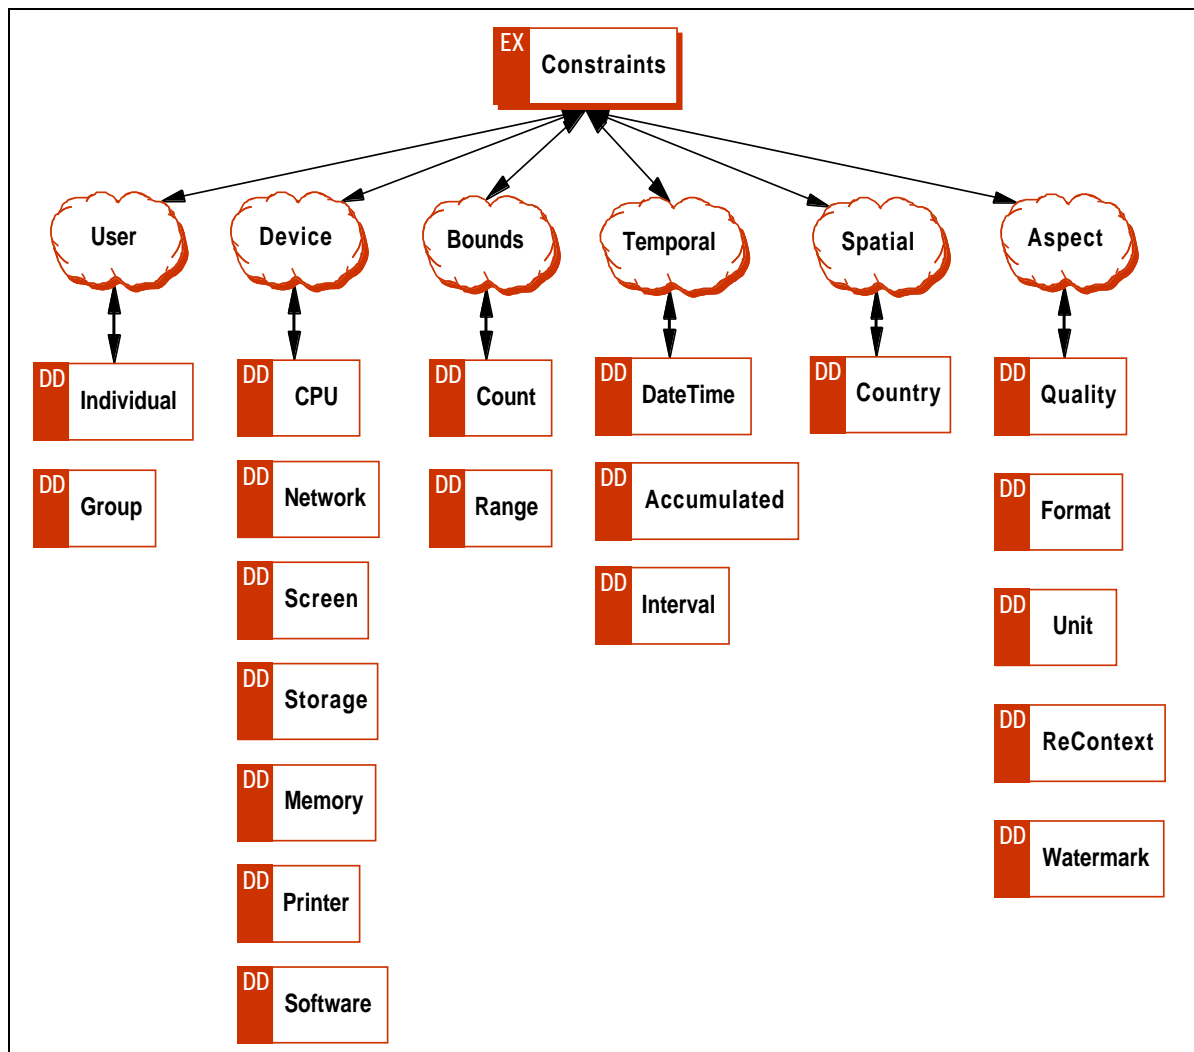 EX
Constraints
User
Device
Bounds
Temporal
Spatial
Aspect
DD
Individual
DD
CPU
DD
Count
DD
DateTime
DD
Country
DD
Quality
DD
Group
DD
Network
DD
Range
DD
Accumulated
DD
Format
DD
Screen
DD
Interval
DD
Unit
DD
Storage
DD
ReContext
DD
Memory
DD
Watermark
DD
Printer
DD
Software